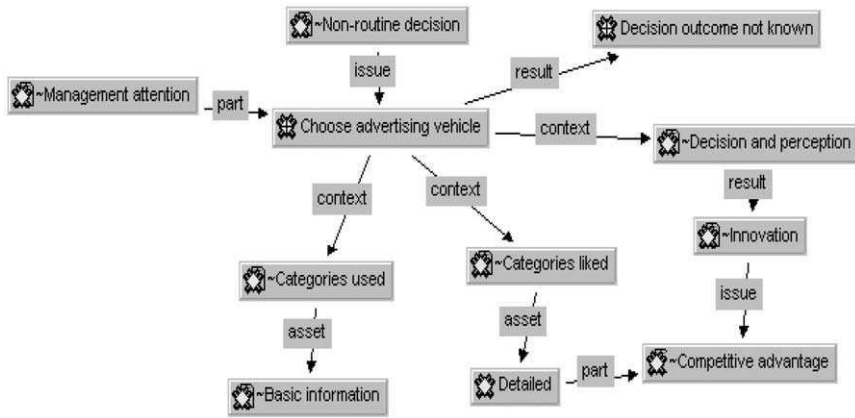 ~Non-routine decision
Decision outcome not known
issue
result
~Management attention
part
Choose advertising vehicle
context
~Decision and perception
result
context
context
~Innovation
~Categories used
~Categories liked
issue
asset
asset
~Basic information
Detailed
part
~Competitive advantage